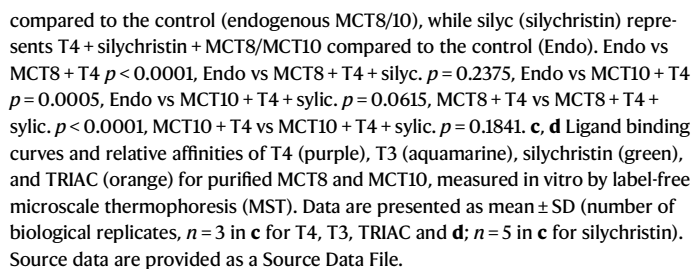 compared to the control (endogenous MCT8/10), while silyc (silychristin) repre-
sents T4 + silychristin + MCT8/MCT10 compared to the control (Endo). Endo vs
MCT8 + T4 p < 0.0001, Endo vs MCT8 + T4 + silyc. p = 0.2375, Endo vs MCT10 + T4
p = 0.0005, Endo vs MCT10 + T4 + sylic. p = 0.0615, MCT8 + T4 vs MCT8 + T4 +
sylic. p < 0.0001, MCT10 + T4 vs MCT10 + T4 + sylic. p = 0.1841. c, d Ligand binding
curves and relative affinities of T4 (purple), T3 (aquamarine), silychristin (green),
and TRIAC (orange) for purified MCT8 and MCT10, measured in vitro by label-free
microscale thermophoresis (MST). Data are presented as mean ± SD (number of
biological replicates, n = 3 in c for T4, T3, TRIAC and d; n = 5 in c for silychristin).
Source data are provided as a Source Data File.